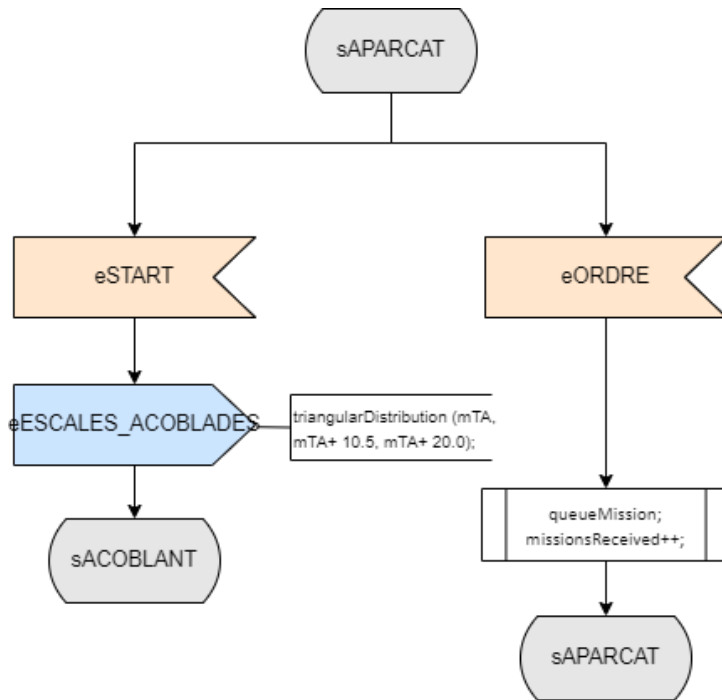 sAPARCAT
eSTART
eORDRE
eESCALES_ACOBLADES
triangularDistribution (mTA,
mTA+ 10.5, mTA+ 20.0);
queueMission;
missionsReceived++;
sACOBLANT
sAPARCAT